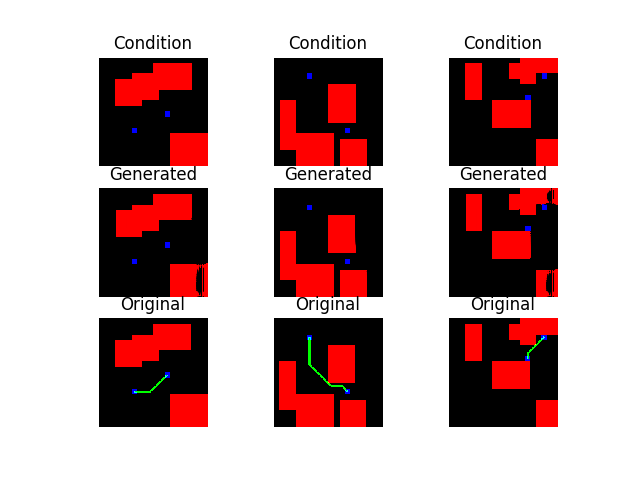 Condition Condition Condition
Generated Generated Generated
Original Original Original